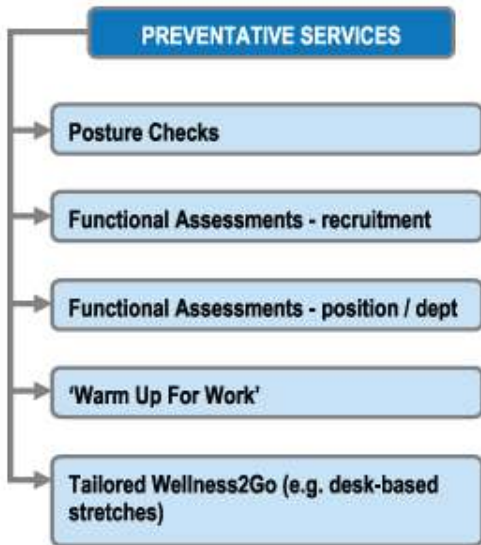 PREVENTATIVE SERVICES
Posture Checks
Functional Assessments - recruitment
Functional Assessments - position / dept
‘Warm Up For Work’
Tailored Wellness2Go (e.g. desk-based
stretches)